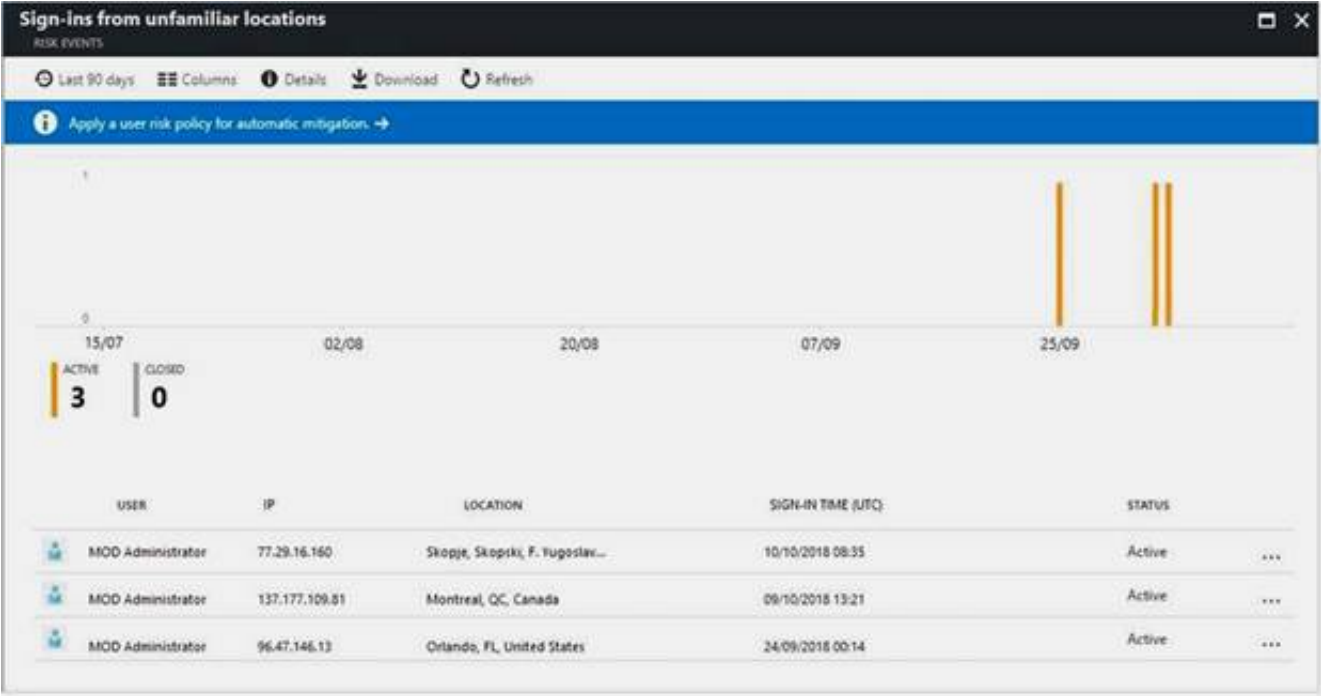 Sign-ins from unfamiliar locations
RISK EVENTS
Last 90 days Columns Details Download Refresh
Apply a user risk policy for automatic mitigation. →
1
0
15/07 02/08 20/08 07/09 25/09
ACTIVE CLOSED
3 0
USER IP LOCATION SIGN-IN TIME (UTC) STATUS
MOD Administrator 77.29.16.160 Skopje, Skopski, F. Yugoslav... 10/10/2018 08:35 Active ...
MOD Administrator 137.177.109.81 Montreal, QC, Canada 09/10/2018 13:21 Active ...
MOD Administrator 96.47.146.13 Orlando, FL, United States 24/09/2018 00:14 Active ...